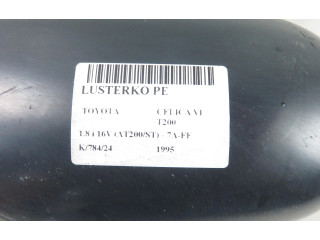 LUSTERKO PE
TOYOTA CELICA VI
T200
1.8 i 16V (AT200/ST) - 7A-FE
K/784/24 1995